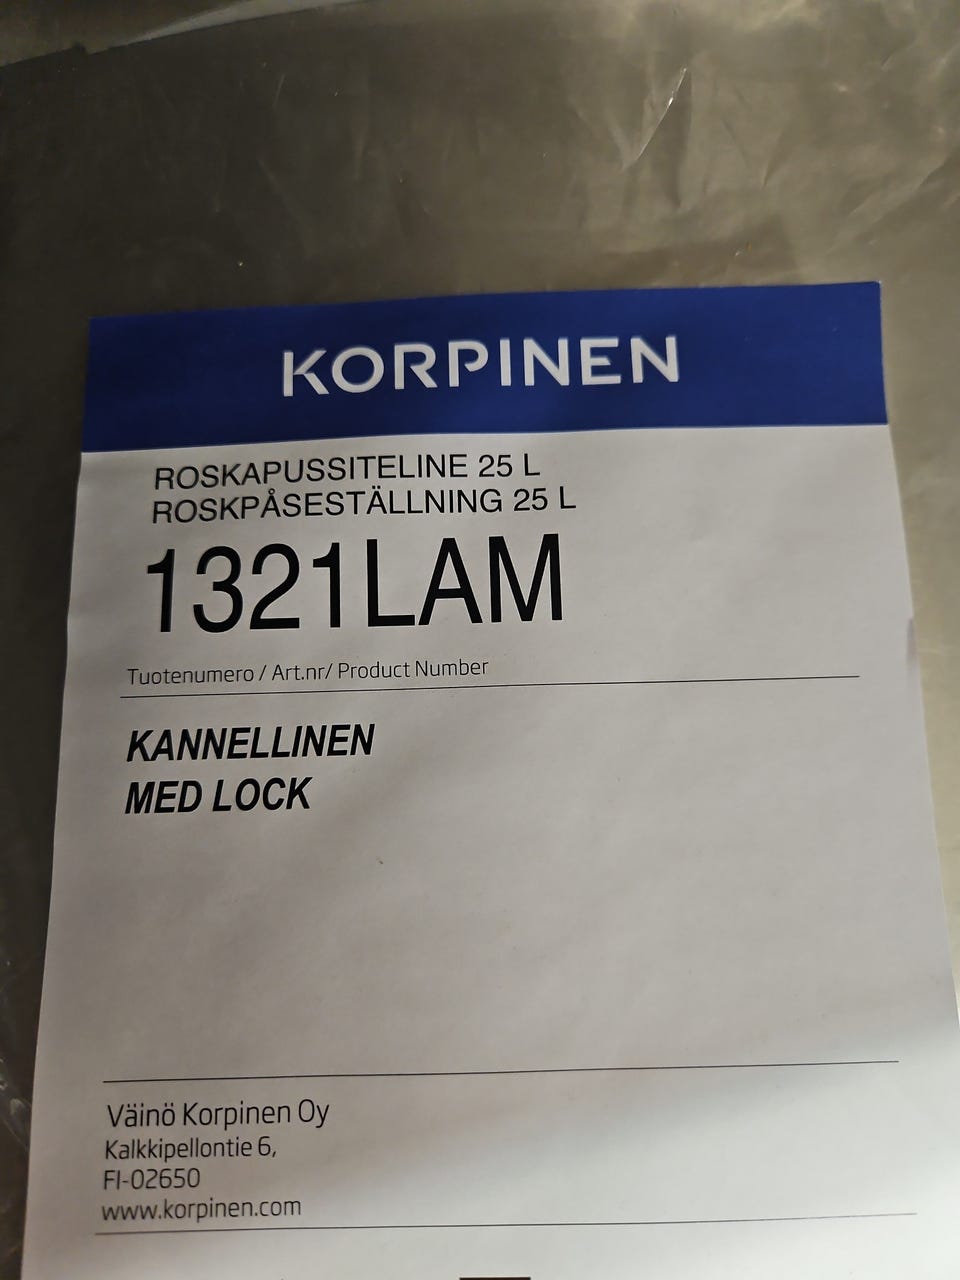 KORPINEN
ROSKAPUSSITELINE 25 L
ROSKPÅSESTÄLLNING 25 L
1321LAM
Tuotenumero / Art.nr/ Product Number
KANNELLINEN
MED LOCK
Väinö Korpinen Oy
Kalkkipellontie 6,
FI-02650
www.korpinen.com